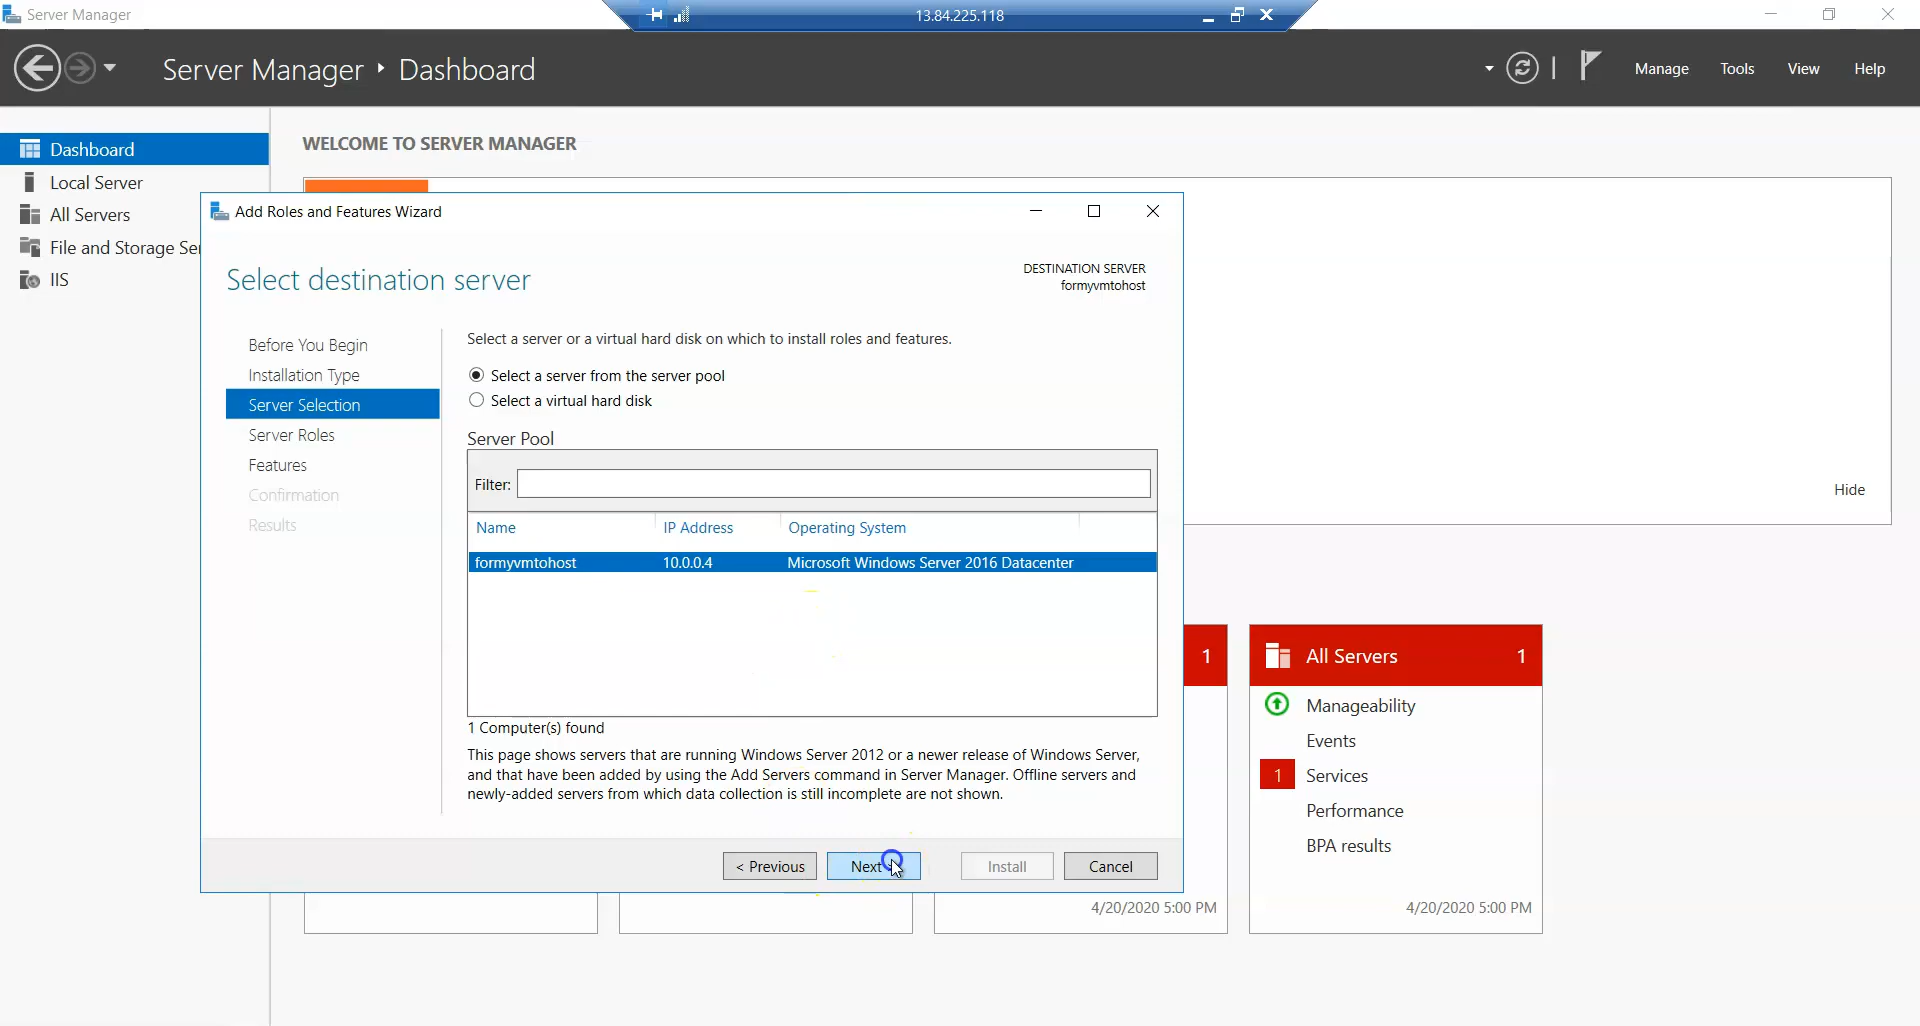 Server Manager
13.84.225.118
Server Manager ‣ Dashboard
Manage Tools View Help
Dashboard
Local Server
All Servers
File and Storage Ser
IIS
WELCOME TO SERVER MANAGER
Add Roles and Features Wizard
Select destination server
DESTINATION SERVER
formyvmtohost
Before You Begin
Installation Type
Server Selection
Server Roles
Features
Confirmation
Results
Select a server or a virtual hard disk on which to install roles and features.
Select a server from the server pool
Select a virtual hard disk
Server Pool
Filter:
Name IP Address Operating System
formyvmtohost 10.0.0.4 Microsoft Windows Server 2016 Datacenter
1 Computer(s) found
This page shows servers that are running Windows Server 2012 or a newer release of Windows Server,
and that have been added by using the Add Servers command in Server Manager. Offline servers and
newly-added servers from which data collection is still incomplete are not shown.
< Previous Next Install Cancel
Hide
1
All Servers 1
Manageability
Events
1 Services
Performance
BPA results
4/20/2020 5:00 PM
4/20/2020 5:00 PM